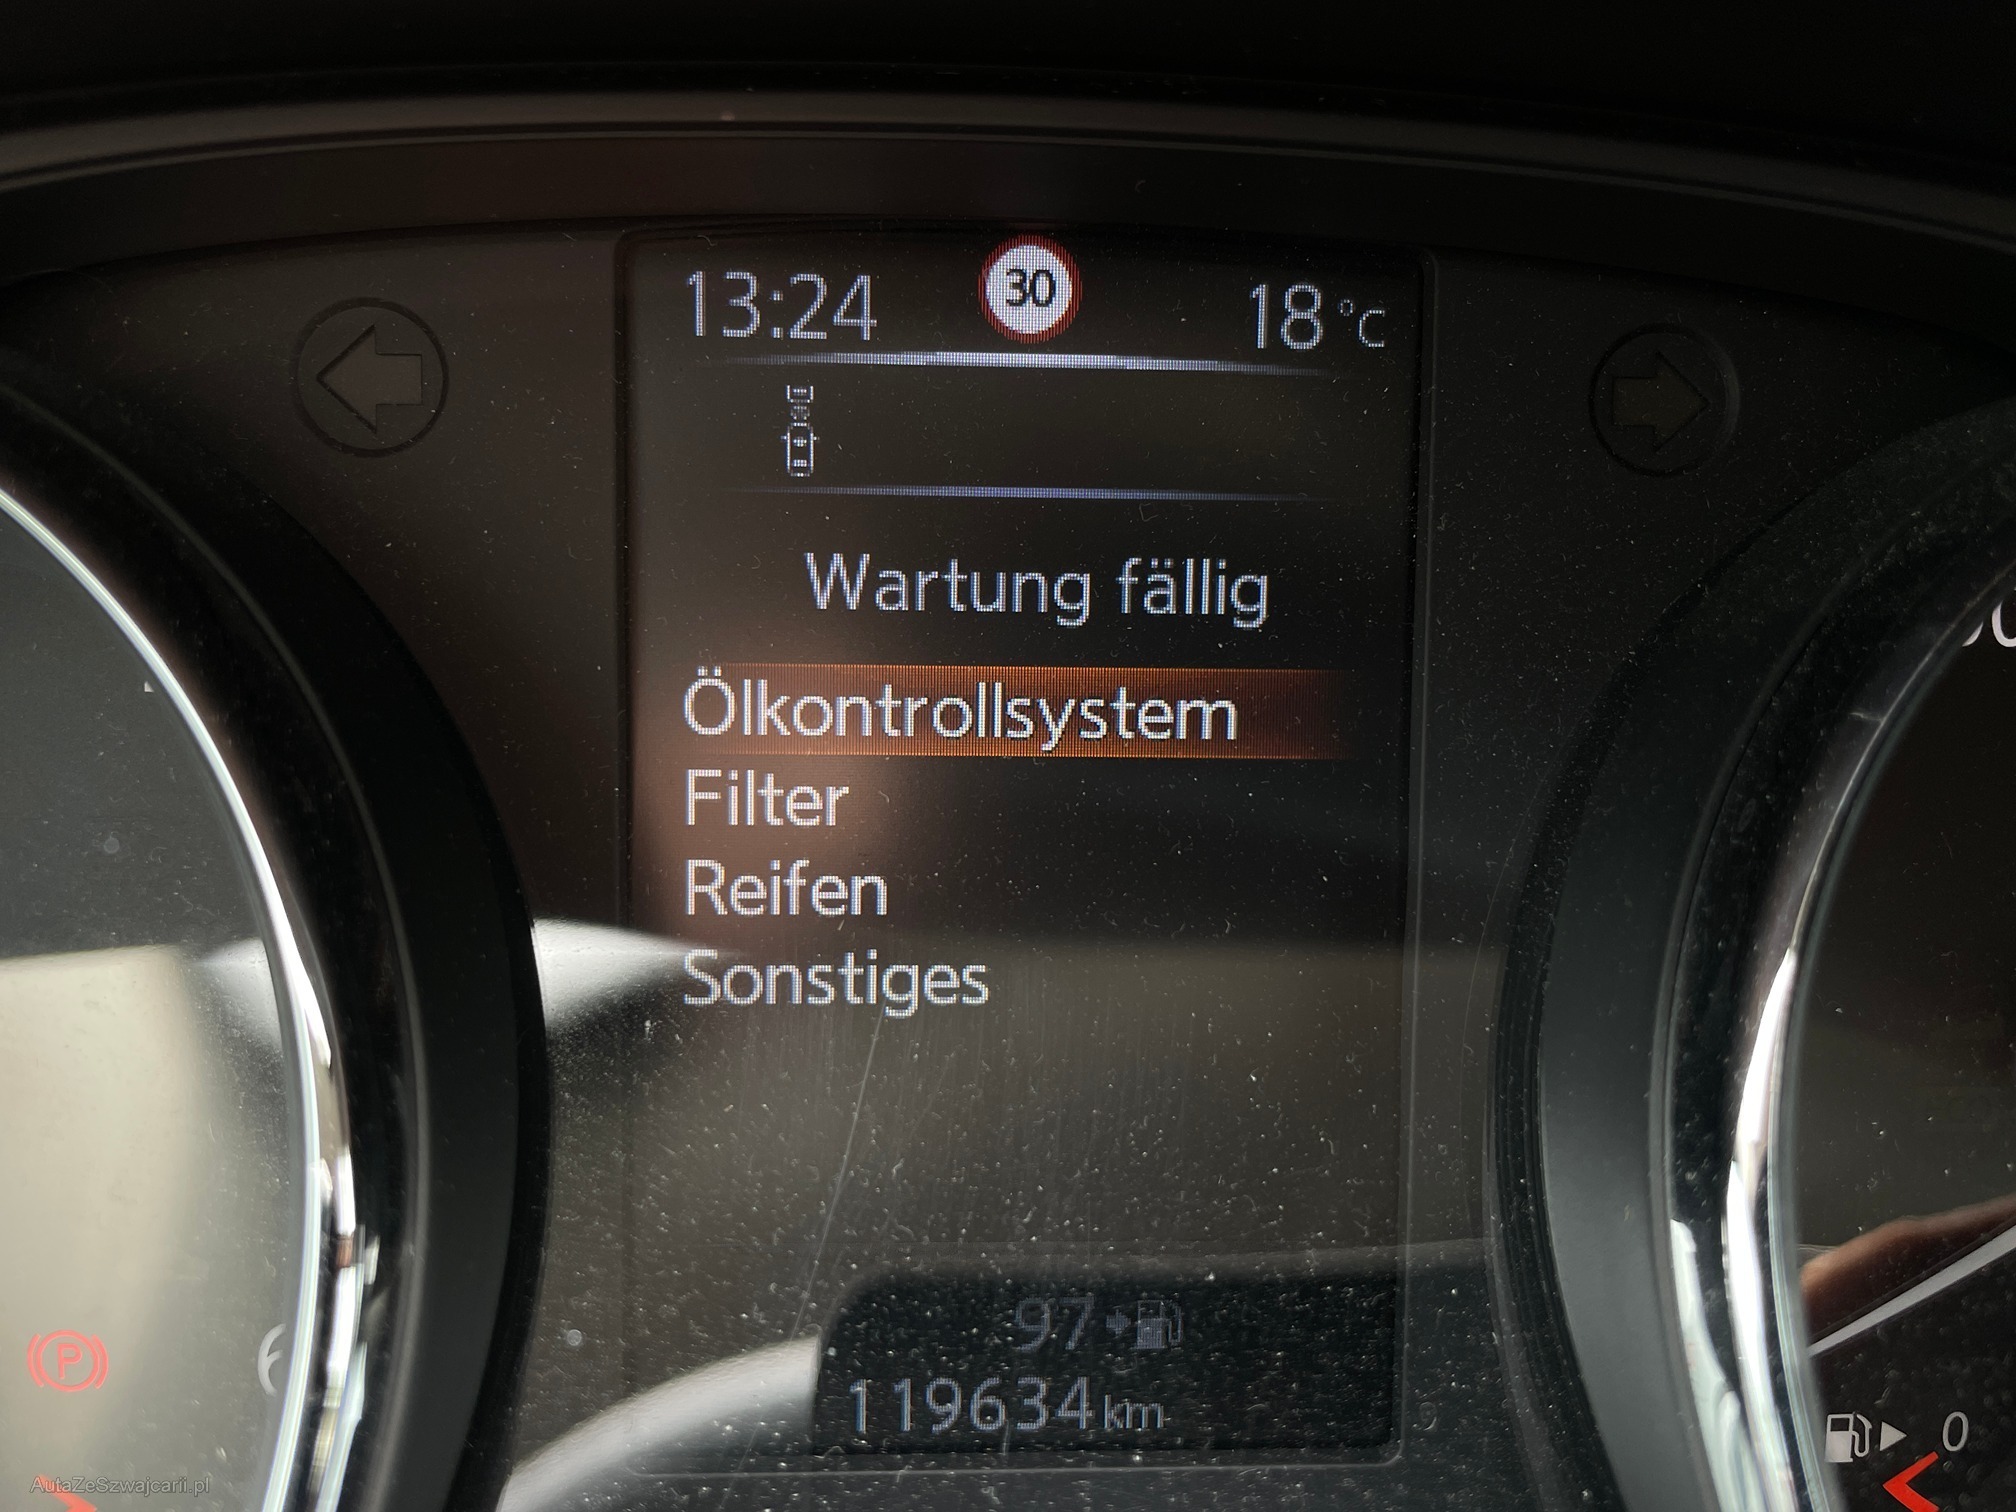 13:24 30 18 °C
Wartung fällig
Ölkontrollsystem
Filter
Reifen
Sonstiges
97
119634 km
P
0
AutaZeSzwajcarii.pl